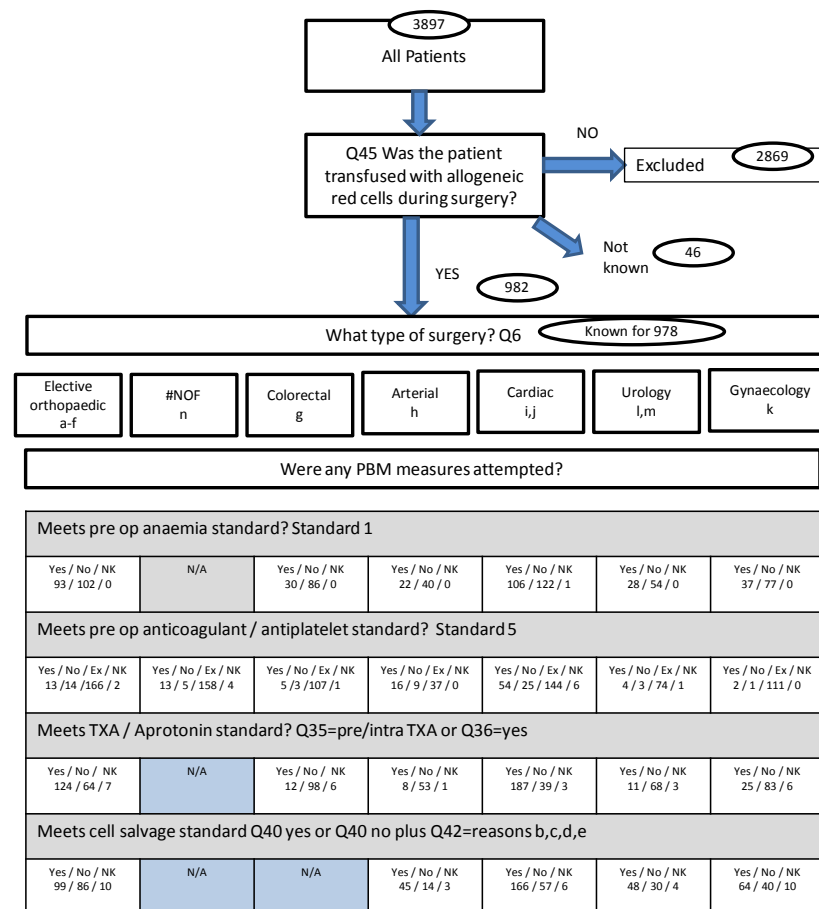 3897
All Patients
Q45 Was the patient
transfused with allogeneic
red cells during surgery?
NO
Excluded
2869
Not
known
46
YES
982
What type of surgery? Q6
Known for 978
Elective
orthopaedic
a-f
#NOF
n
Colorectal
g
Arterial
h
Cardiac
i,j
Urology
l,m
Gynaecology
k
Were any PBM measures attempted?
Meets pre op anaemia standard? Standard 1
Yes / No / NK
93 / 102 / 0
N/A
Yes / No / NK
30 / 86 / 0
Yes / No / NK
22 / 40 / 0
Yes / No / NK
106 / 122 / 1
Yes / No / NK
28 / 54 / 0
Yes / No / NK
37 / 77 / 0
Meets pre op anticoagulant / antiplatelet standard? Standard 5
Yes / No / Ex / NK
13 /14 /166 / 2
Yes / No / Ex / NK
13 / 5 / 158 / 4
Yes / No / Ex / NK
5 /3 /107 /1
Yes / No / Ex / NK
16 / 9 / 37 / 0
Yes / No / Ex / NK
54 / 25 / 144 / 6
Yes / No / Ex / NK
4 / 3 / 74 / 1
Yes / No / Ex / NK
2 / 1 / 111 / 0
Meets TXA / Aprotonin standard? Q35=pre/intra TXA or Q36=yes
Yes / No / NK
124 / 64 / 7
N/A
Yes / No / NK
12 / 98 / 6
Yes / No / NK
8 / 53 / 1
Yes / No / NK
187 / 39 / 3
Yes / No / NK
11 / 68 / 3
Yes / No / NK
25 / 83 / 6
Meets cell salvage standard Q40 yes or Q40 no plus Q42=reasons b,c,d,e
Yes / No / NK
99 / 86 / 10
N/A
N/A
Yes / No / NK
45 / 14 / 3
Yes / No / NK
166 / 57 / 6
Yes / No / NK
48 / 30 / 4
Yes / No / NK
64 / 40 / 10